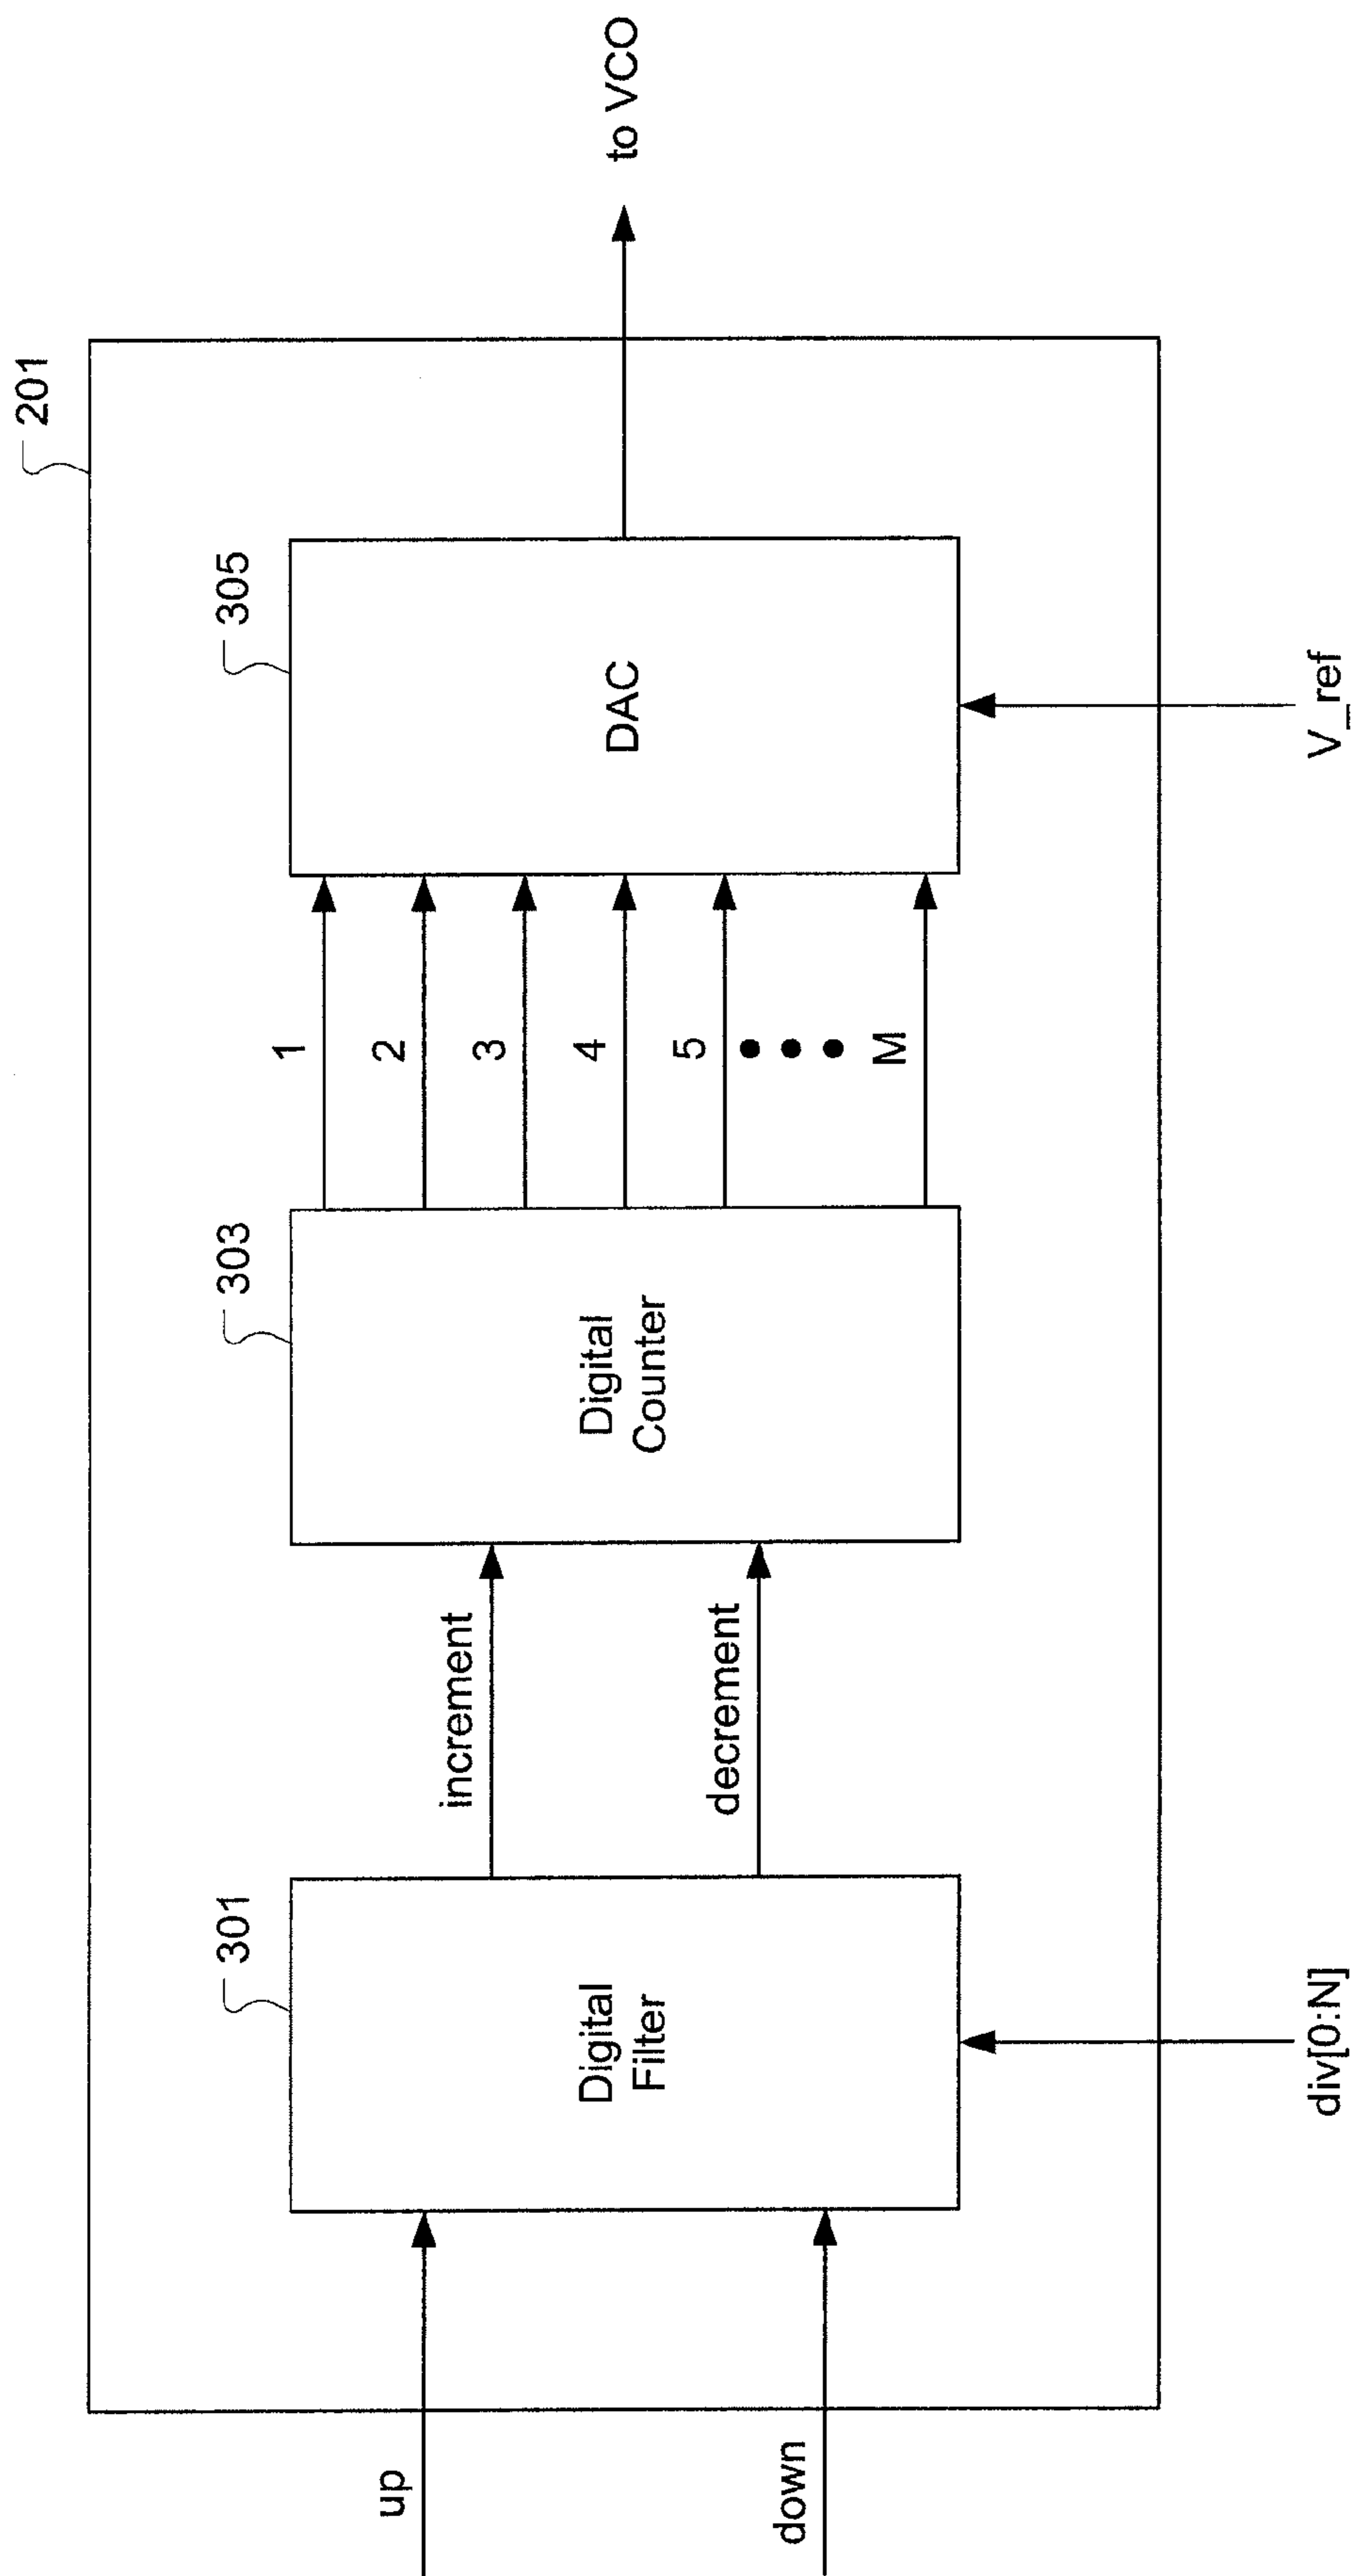 201
301
303
305
up
down
Digital
Filter
increment
decrement
Digital
Counter
1
2
3
4
5
M
DAC
to VCO
div[0:N]
V_ref